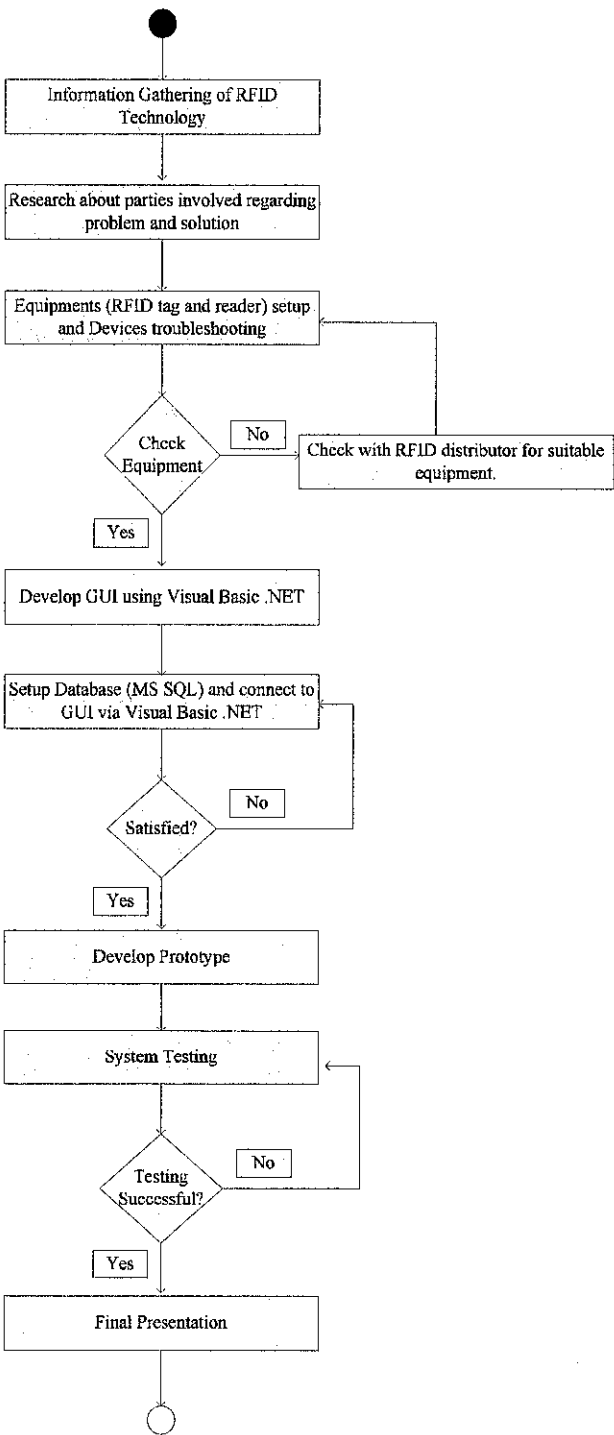 Information Gathering of RFID
Technology
Research about parties involved regarding
problem and solution
Equipments (RFID tag and reader) setup
and Devices troubleshooting
Check
Equipment
No
Check with RFID distributor for suitable
equipment.
Yes
Develop GUI using Visual Basic .NET
Setup Database (MS SQL) and connect to
GUI via Visual Basic .NET
No
Satisfied?
Yes
Develop Prototype
System Testing
No
Testing
Successful?
Yes
Final Presentation